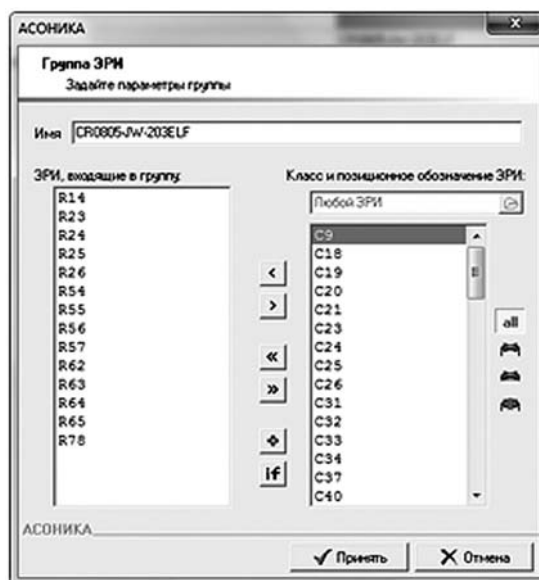 АСОНИКА
Группа ЭРИ
Задайте параметры группы
Имя CR0805-JW-203ELF
ЭРИ, входящие в группу:
R14
R23
R24
R25
R26
R54
R55
R56
R57
R62
R63
R64
R65
R78
<
>
«
»
if
Класс и позиционное обозначение ЭРИ:
Любой ЭРИ
C9
C18
C19
C20
C21
C23
C24
C25
C26
C31
C32
C33
C34
C37
C40
all
АСОНИКА
Принять
Отмена